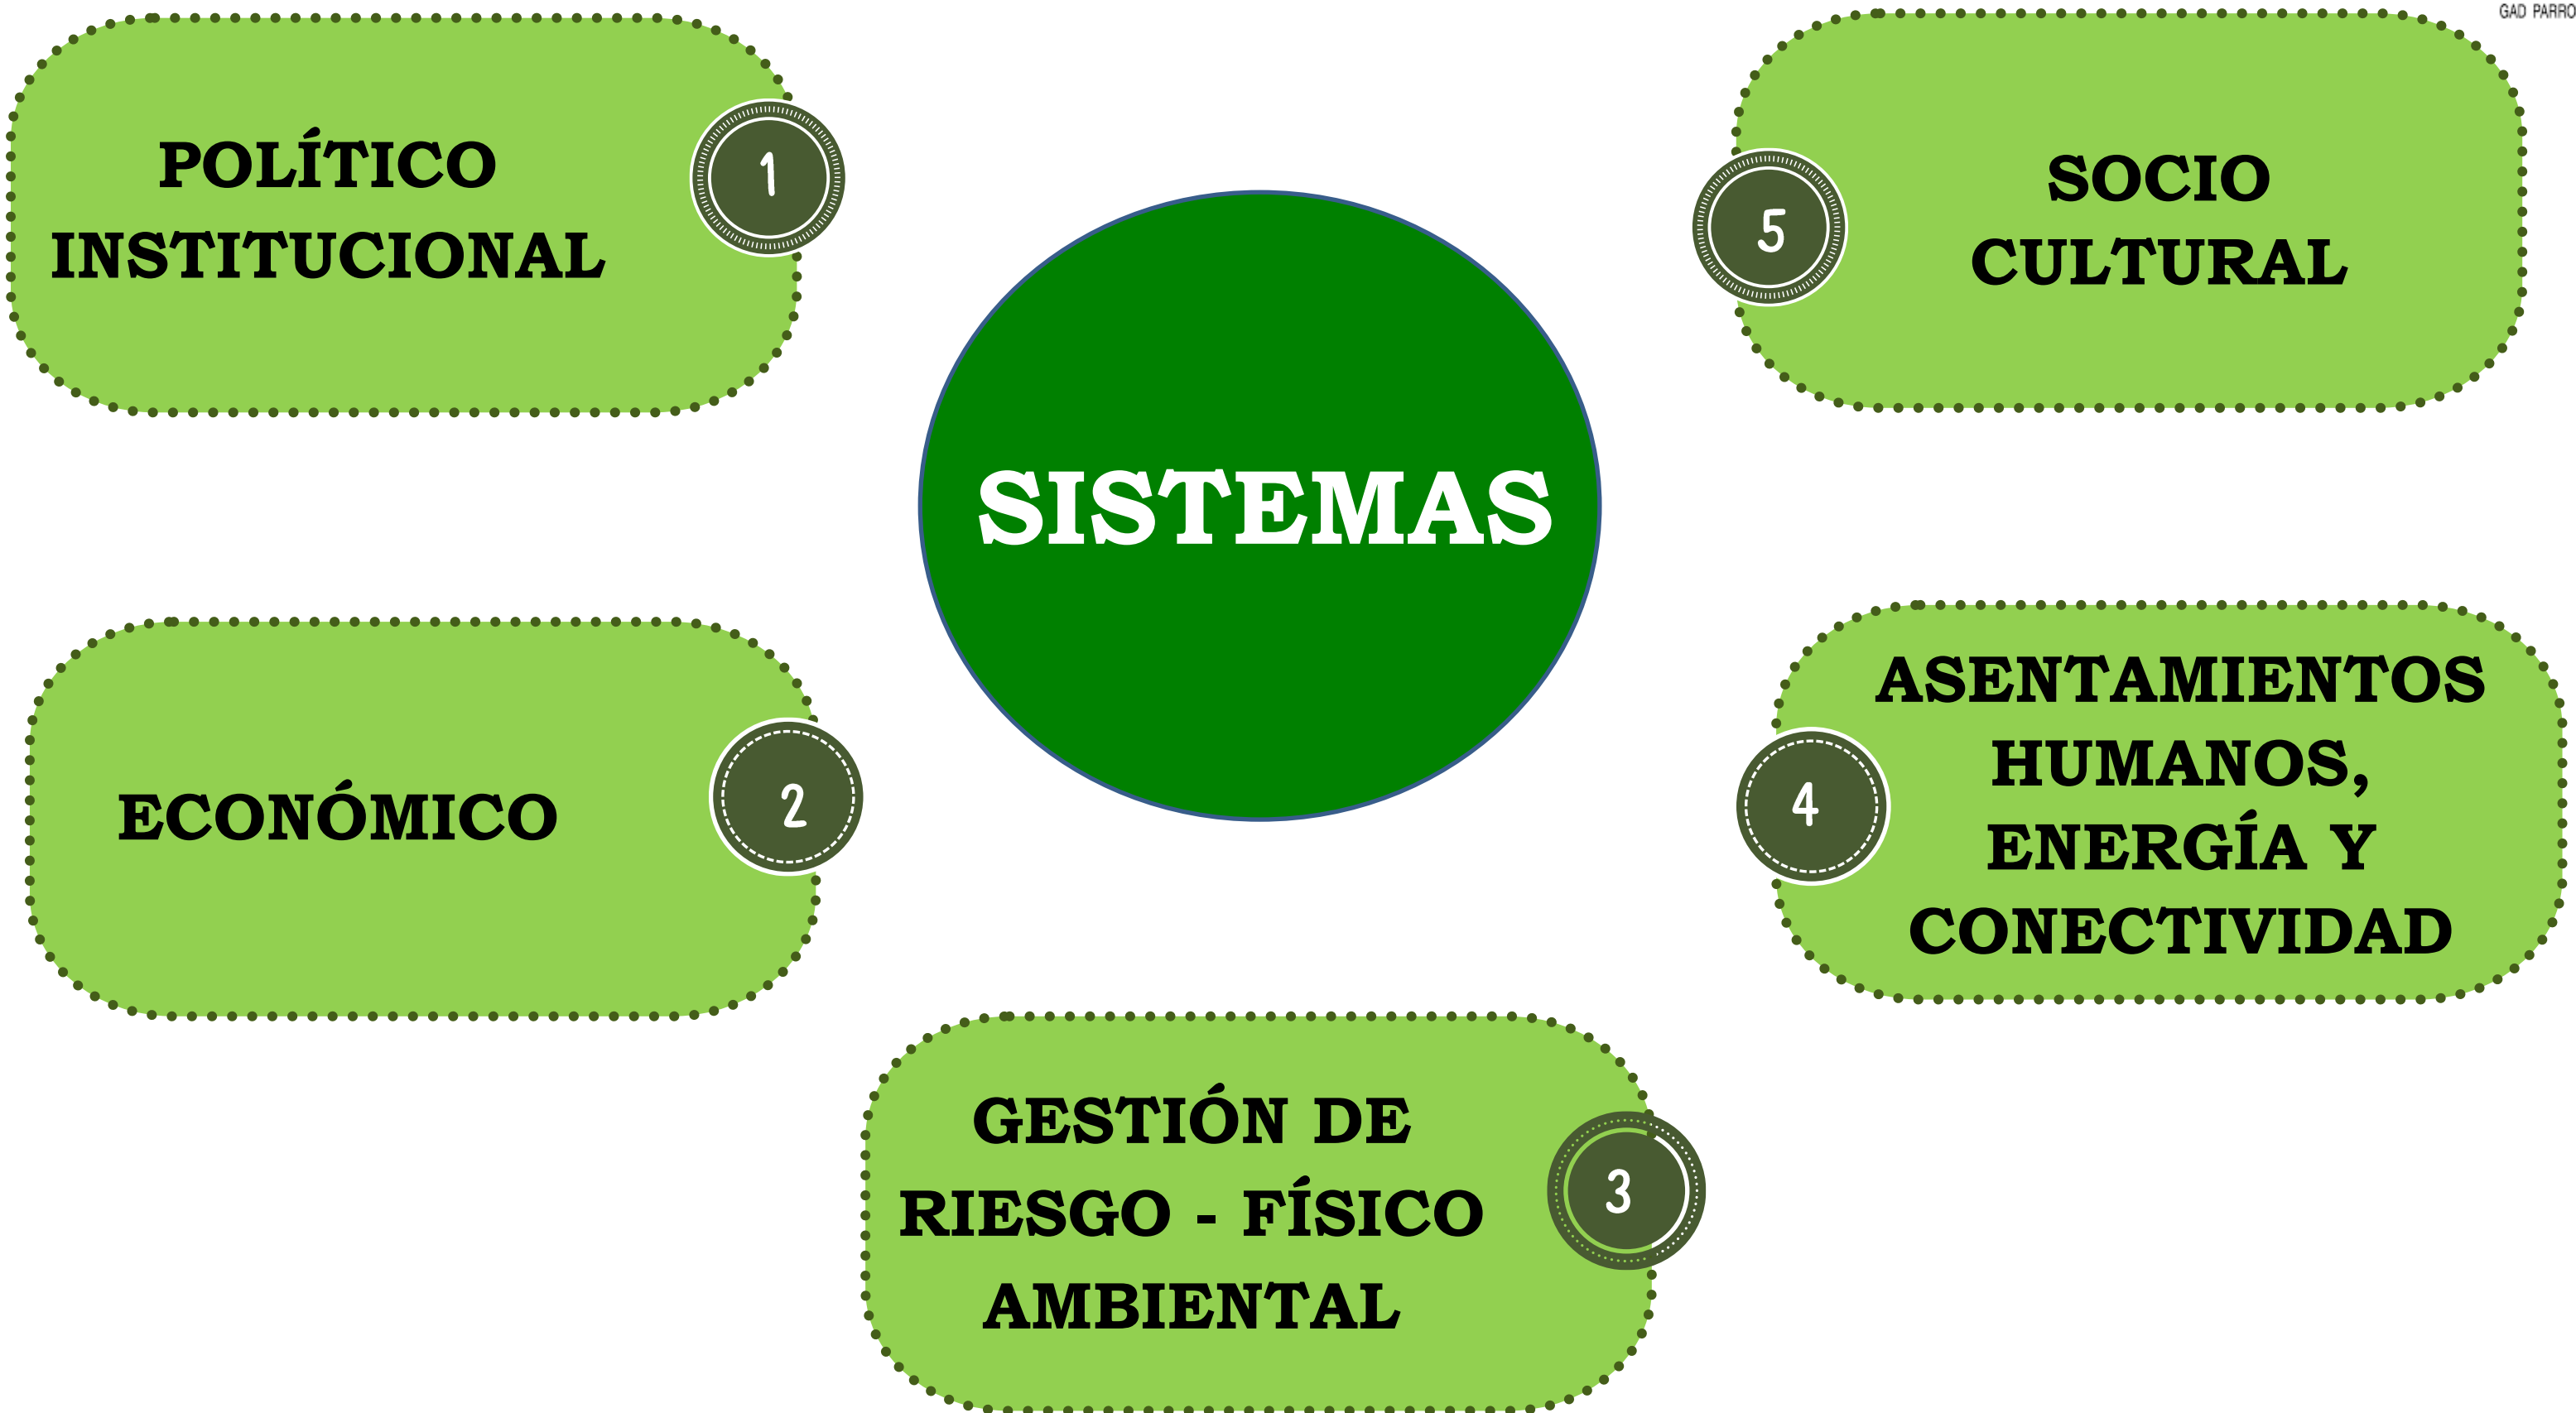 GAD PARRO
POLÍTICO
INSTITUCIONAL
1
SOCIO
CULTURAL
5
SISTEMAS
ECONÓMICO
2
ASENTAMIENTOS
HUMANOS,
ENERGÍA Y
CONECTIVIDAD
4
GESTIÓN DE
RIESGO - FÍSICO
AMBIENTAL
3